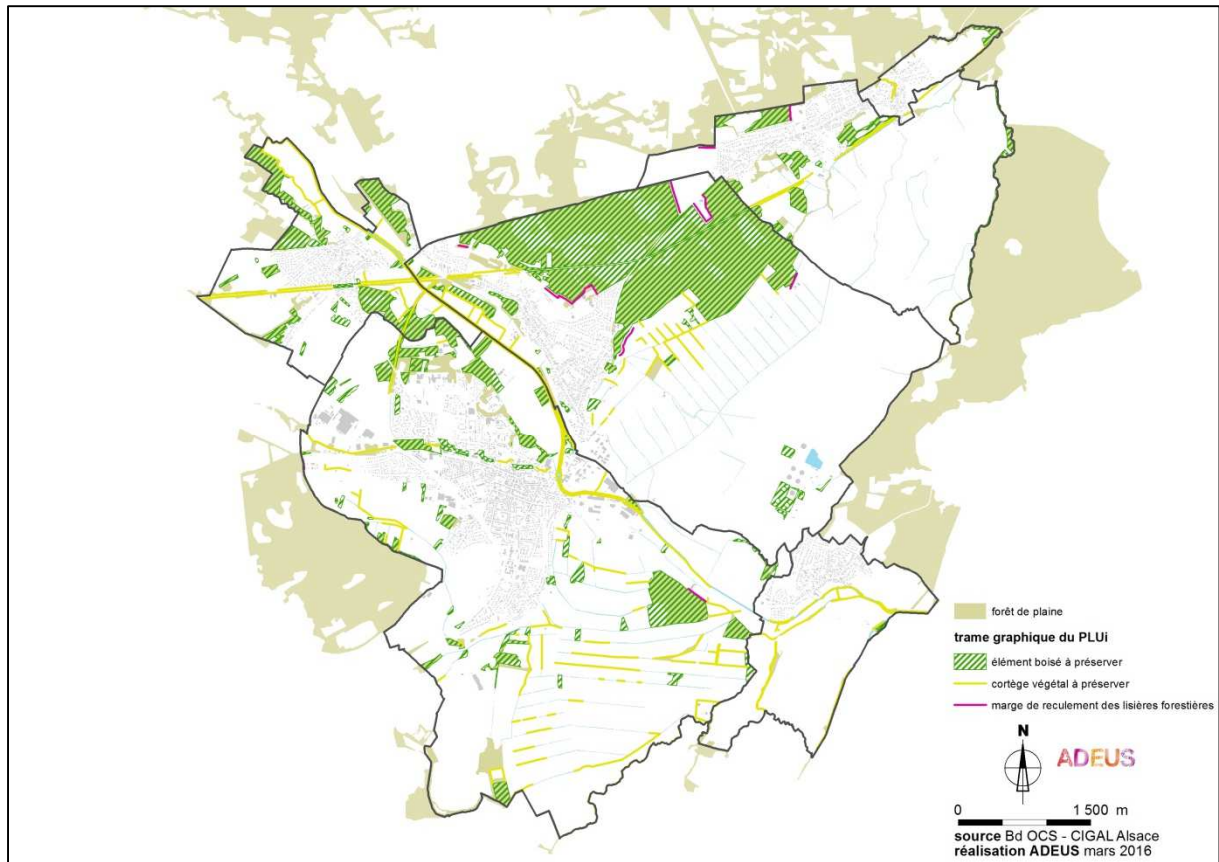 forêt de plaine
trame graphique du PLUi
élément boisé à préserver
cortège végétal à préserver
marge de reculement des lisières forestières
N
ADEUS
0 1 500 m
source Bd OCS - CIGAL Alsace
réalisation ADEUS mars 2016